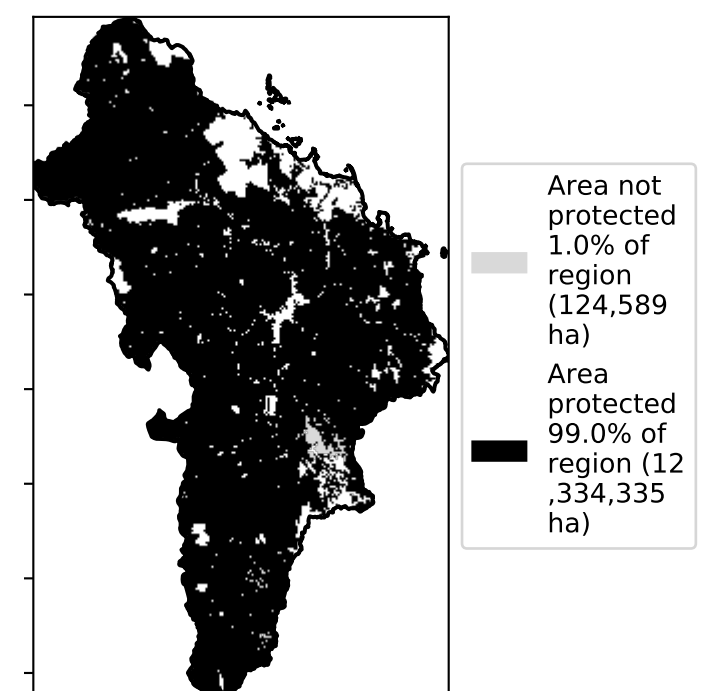 Area not
protected
1.0% of
region
(124,589
ha)
Area
protected
99.0% of
region (12
,334,335
ha)